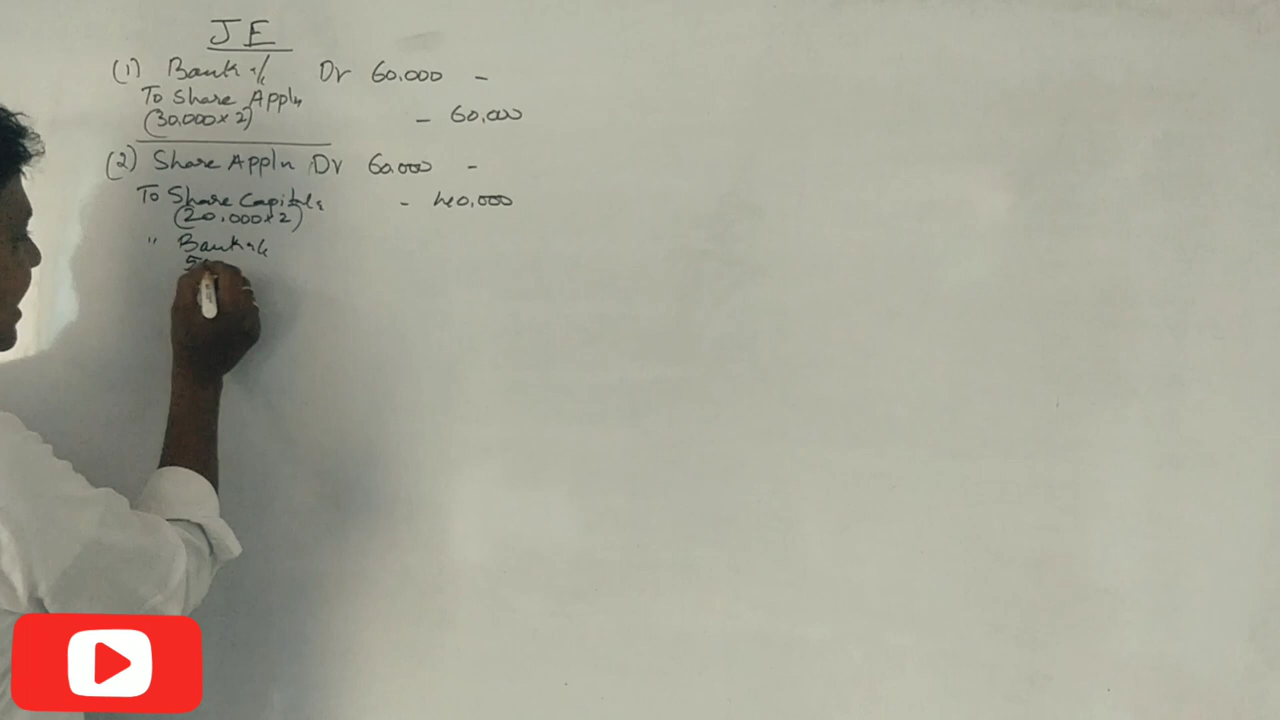 JE
(1) Bank a/c Dr 60,000 -
To Share Appln
(30,000 × 2) - 60,000
(2) Share Appln Dr 60,000 -
To Share Capital - 40,000
(20,000 × 2)
" Bank a/c